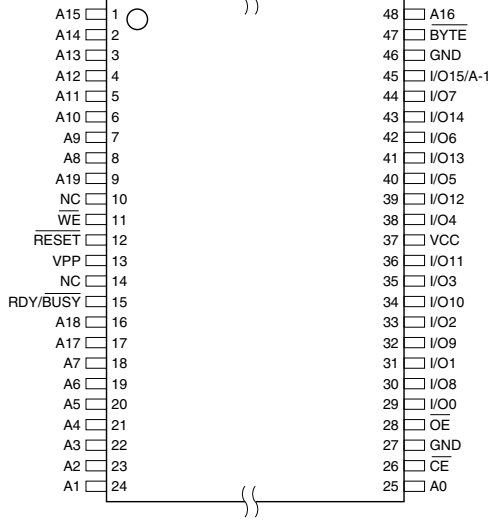 A15 1 48 A16
A14 2 47 BYTE
A13 3 46 GND
A12 4 45 I/O15/A-1
A11 5 44 I/O7
A10 6 43 I/O14
A9 7 42 I/O6
A8 8 41 I/O13
A19 9 40 I/O5
NC 10 39 I/O12
WE 11 38 I/O4
RESET 12 37 VCC
VPP 13 36 I/O11
NC 14 35 I/O3
RDY/BUSY 15 34 I/O10
A18 16 33 I/O2
A17 17 32 I/O9
A7 18 31 I/O1
A6 19 30 I/O8
A5 20 29 I/O0
A4 21 28 OE
A3 22 27 GND
A2 23 26 CE
A1 24 25 A0